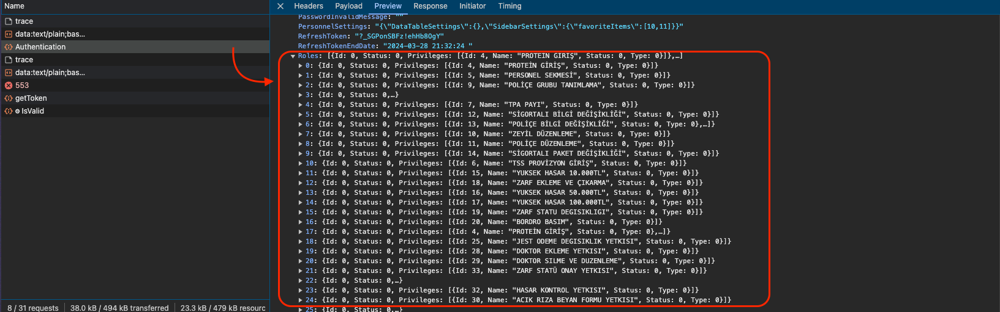 Name
Headers Payload Preview Response Initiator Timing
trace
data:text/plain;bas...
Authentication
trace
data:text/plain;bas...
553
getToken
IsValid
PasswordInvalidMessage: ""
PersonnelSettings: "{\"DataTableSettings\":{},\"SidebarSettings\":{\"favoriteItems\":[10,11]}}"
RefreshToken: "?_SGPonSBFz!ehHb8OgY"
RefreshTokenEndDate: "2024-03-28 21:32:24 "
Roles: [{Id: 0, Status: 0, Privileges: [{Id: 4, Name: "PROTEİN GİRİŞ", Status: 0, Type: 0}]},…]
0: {Id: 0, Status: 0, Privileges: [{Id: 4, Name: "PROTEİN GİRİŞ", Status: 0, Type: 0}]}
1: {Id: 0, Status: 0, Privileges: [{Id: 5, Name: "PERSONEL SEKMESİ", Status: 0, Type: 0}]}
2: {Id: 0, Status: 0, Privileges: [{Id: 9, Name: "POLİÇE GRUBU TANIMLAMA", Status: 0, Type: 0}]}
3: {Id: 0, Status: 0,…}
4: {Id: 0, Status: 0, Privileges: [{Id: 7, Name: "TPA PAYI", Status: 0, Type: 0}]}
5: {Id: 0, Status: 0, Privileges: [{Id: 12, Name: "SİGORTALI BİLGİ DEĞİŞİKLİĞİ", Status: 0, Type: 0}]}
6: {Id: 0, Status: 0, Privileges: [{Id: 13, Name: "POLİÇE BİLGİ DEĞİŞİKLİĞİ", Status: 0, Type: 0},…]}
7: {Id: 0, Status: 0, Privileges: [{Id: 10, Name: "ZEYİL DÜZENLEME", Status: 0, Type: 0}]}
8: {Id: 0, Status: 0, Privileges: [{Id: 11, Name: "POLİÇE DÜZENLEME", Status: 0, Type: 0}]}
9: {Id: 0, Status: 0, Privileges: [{Id: 14, Name: "SİGORTALI PAKET DEĞİŞİKLİĞİ", Status: 0, Type: 0}]}
10: {Id: 0, Status: 0, Privileges: [{Id: 6, Name: "TSS PROVİZYON GİRİŞ", Status: 0, Type: 0}]}
11: {Id: 0, Status: 0, Privileges: [{Id: 15, Name: "YUKSEK HASAR 10.000TL", Status: 0, Type: 0}]}
12: {Id: 0, Status: 0, Privileges: [{Id: 18, Name: "ZARF EKLEME VE ÇIKARMA", Status: 0, Type: 0}]}
13: {Id: 0, Status: 0, Privileges: [{Id: 16, Name: "YUKSEK HASAR 50.000TL", Status: 0, Type: 0}]}
14: {Id: 0, Status: 0, Privileges: [{Id: 17, Name: "YUKSEK HASAR 100.000TL", Status: 0, Type: 0}]}
15: {Id: 0, Status: 0, Privileges: [{Id: 19, Name: "ZARF STATU DEGISIKLIGI", Status: 0, Type: 0}]}
16: {Id: 0, Status: 0, Privileges: [{Id: 20, Name: "BORDRO BASIM", Status: 0, Type: 0}]}
17: {Id: 0, Status: 0, Privileges: [{Id: 4, Name: "PROTEİN GİRİŞ", Status: 0, Type: 0},…]}
18: {Id: 0, Status: 0, Privileges: [{Id: 25, Name: "JEST ODEME DEGISIKLIK YETKISI", Status: 0, Type: 0}]}
19: {Id: 0, Status: 0, Privileges: [{Id: 28, Name: "DOKTOR EKLEME YETKISI", Status: 0, Type: 0}]}
20: {Id: 0, Status: 0, Privileges: [{Id: 29, Name: "DOKTOR SILME VE DUZENLEME", Status: 0, Type: 0}]}
21: {Id: 0, Status: 0, Privileges: [{Id: 33, Name: "ZARF STATÜ ONAY YETKISI", Status: 0, Type: 0}]}
22: {Id: 0, Status: 0,…}
23: {Id: 0, Status: 0, Privileges: [{Id: 32, Name: "HASAR KONTROL YETKISI", Status: 0, Type: 0}]}
24: {Id: 0, Status: 0, Privileges: [{Id: 30, Name: "ACIK RIZA BEYAN FORMU YETKISI", Status: 0, Type: 0}]}
25: {Id: 0, Status: 0,…}
8 / 31 requests 38.0 kB / 494 kB transferred 23.3 kB / 479 kB resourc